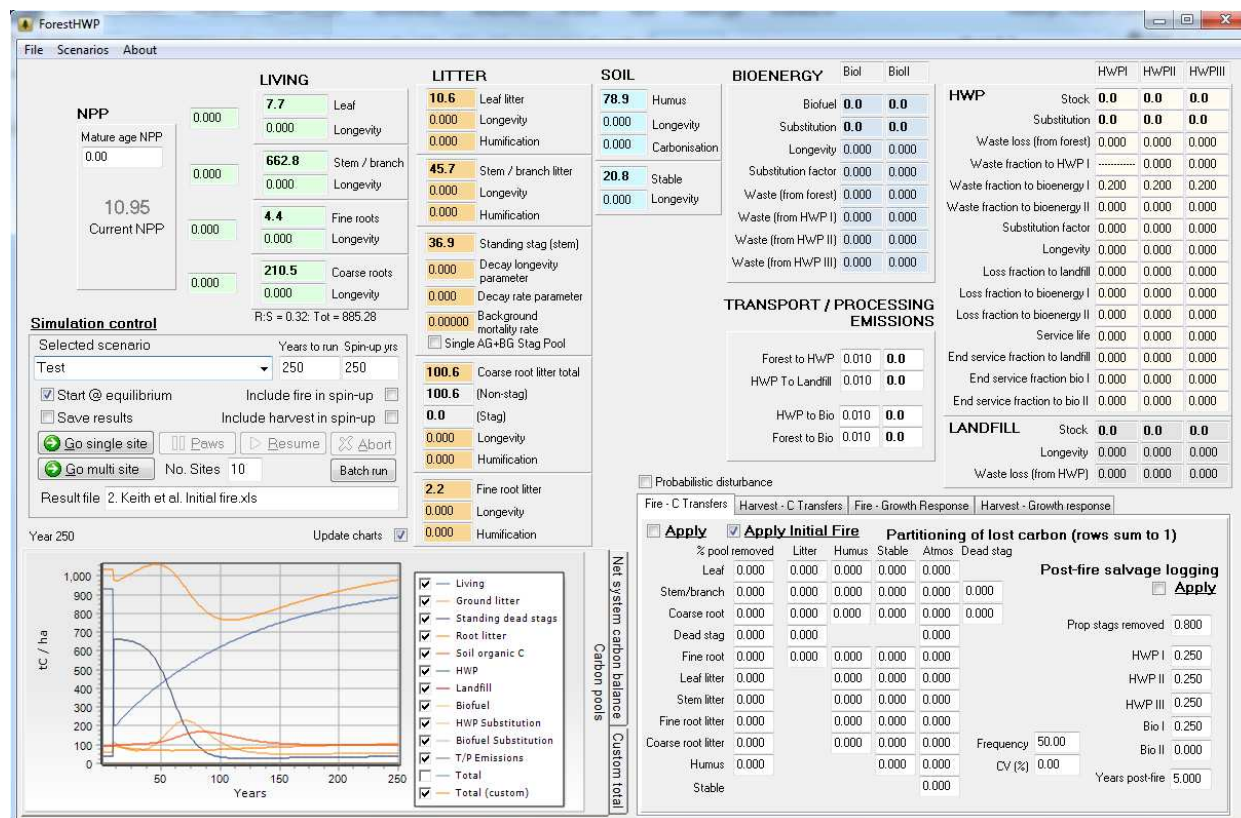 ForestHWP
File Scenarios About
NPP
Mature age NPP
0.00
10.95
Current NPP
0.000
0.000
0.000
0.000
LIVING
7.7 Leaf
0.000 Longevity
662.8 Stem / branch
0.000 Longevity
4.4 Fine roots
0.000 Longevity
210.5 Coarse roots
0.000 Longevity
R:S = 0.32: Tot = 885.28
LITTER
10.6 Leaf litter
0.000 Longevity
0.000 Humification
45.7 Stem / branch litter
0.000 Longevity
0.000 Humification
36.9 Standing stag (stem)
0.000 Decay longevity parameter
0.000 Decay rate parameter
0.00000 Background mortality rate
Single AG+BG Stag Pool
100.6 Coarse root litter total
100.6 (Non-stag)
0.0 (Stag)
0.000 Longevity
0.000 Humification
2.2 Fine root litter
0.000 Longevity
0.000 Humification
SOIL
78.9 Humus
0.000 Longevity
0.000 Carbonisation
20.8 Stable
0.000 Longevity
BIOENERGY BioI BioII
Biofuel 0.0 0.0
Substitution 0.0 0.0
Longevity 0.000 0.000
Substitution factor 0.000 0.000
Waste (from forest) 0.000 0.000
Waste (from HWP I) 0.000 0.000
Waste (from HWP II) 0.000 0.000
Waste (from HWP III) 0.000 0.000
TRANSPORT / PROCESSING
EMISSIONS
Forest to HWP 0.010 0.0
HWP To Landfill 0.010 0.0
HWP to Bio 0.010 0.0
Forest to Bio 0.010 0.0
HWPI HWPII HWPIII
HWP Stock 0.0 0.0 0.0
Substitution 0.0 0.0 0.0
Waste loss (from forest) 0.000 0.000 0.000
Waste fraction to HWP I ----------- 0.000 0.000
Waste fraction to bioenergy I 0.200 0.200 0.200
Waste fraction to bioenergy II 0.000 0.000 0.000
Substitution factor 0.000 0.000 0.000
Longevity 0.000 0.000 0.000
Loss fraction to landfill 0.000 0.000 0.000
Loss fraction to bioenergy I 0.000 0.000 0.000
Loss fraction to bioenergy II 0.000 0.000 0.000
Service life 0.000 0.000 0.000
End service fraction to landfill 0.000 0.000 0.000
End service fraction bio I 0.000 0.000 0.000
End service fraction to bio II 0.000 0.000 0.000
LANDFILL Stock 0.0 0.0 0.0
Longevity 0.000 0.000 0.000
Waste loss (from HWP) 0.000 0.000 0.000
Simulation control
Selected scenario Years to run Spin-up yrs
Test 250 250
Start @ equilibrium Include fire in spin-up
Save results Include harvest in spin-up
Go single site Paws Resume Abort
Go multi site No. Sites 10 Batch run
Result file 2. Keith et al. Initial fire.xls
Year 250 Update charts
1,000
900
800
700
600
500
400
300
200
100
0
tC / ha
50 100 150 200 250
Years
Living
Ground litter
Standing dead stags
Root litter
Soil organic C
HWP
Landfill
Biofuel
HWP Substitution
Biofuel Substitution
T/P Emissions
Total
Total (custom)
Net system carbon balance
Carbon pools
Custom total
Probabilistic disturbance
Fire - C Transfers Harvest - C Transfers Fire - Growth Response Harvest - Growth response
Apply Apply Initial Fire Partitioning of lost carbon (rows sum to 1)
% pool removed Litter Humus Stable Atmos Dead stag
Leaf 0.000 0.000 0.000 0.000 0.000
Stem/branch 0.000 0.000 0.000 0.000 0.000 0.000
Coarse root 0.000 0.000 0.000 0.000 0.000 0.000
Dead stag 0.000 0.000 0.000
Fine root 0.000 0.000 0.000 0.000 0.000
Leaf litter 0.000 0.000 0.000 0.000
Stem litter 0.000 0.000 0.000 0.000
Fine root litter 0.000 0.000 0.000 0.000
Coarse root litter 0.000 0.000 0.000 0.000
Humus 0.000 0.000 0.000
Stable 0.000
Frequency 50.00
CV (%) 0.00
Post-fire salvage logging
Apply
Prop stags removed 0.800
HWP I 0.250
HWP II 0.250
HWP III 0.250
Bio I 0.250
Bio II 0.000
Years post-fire 5.000